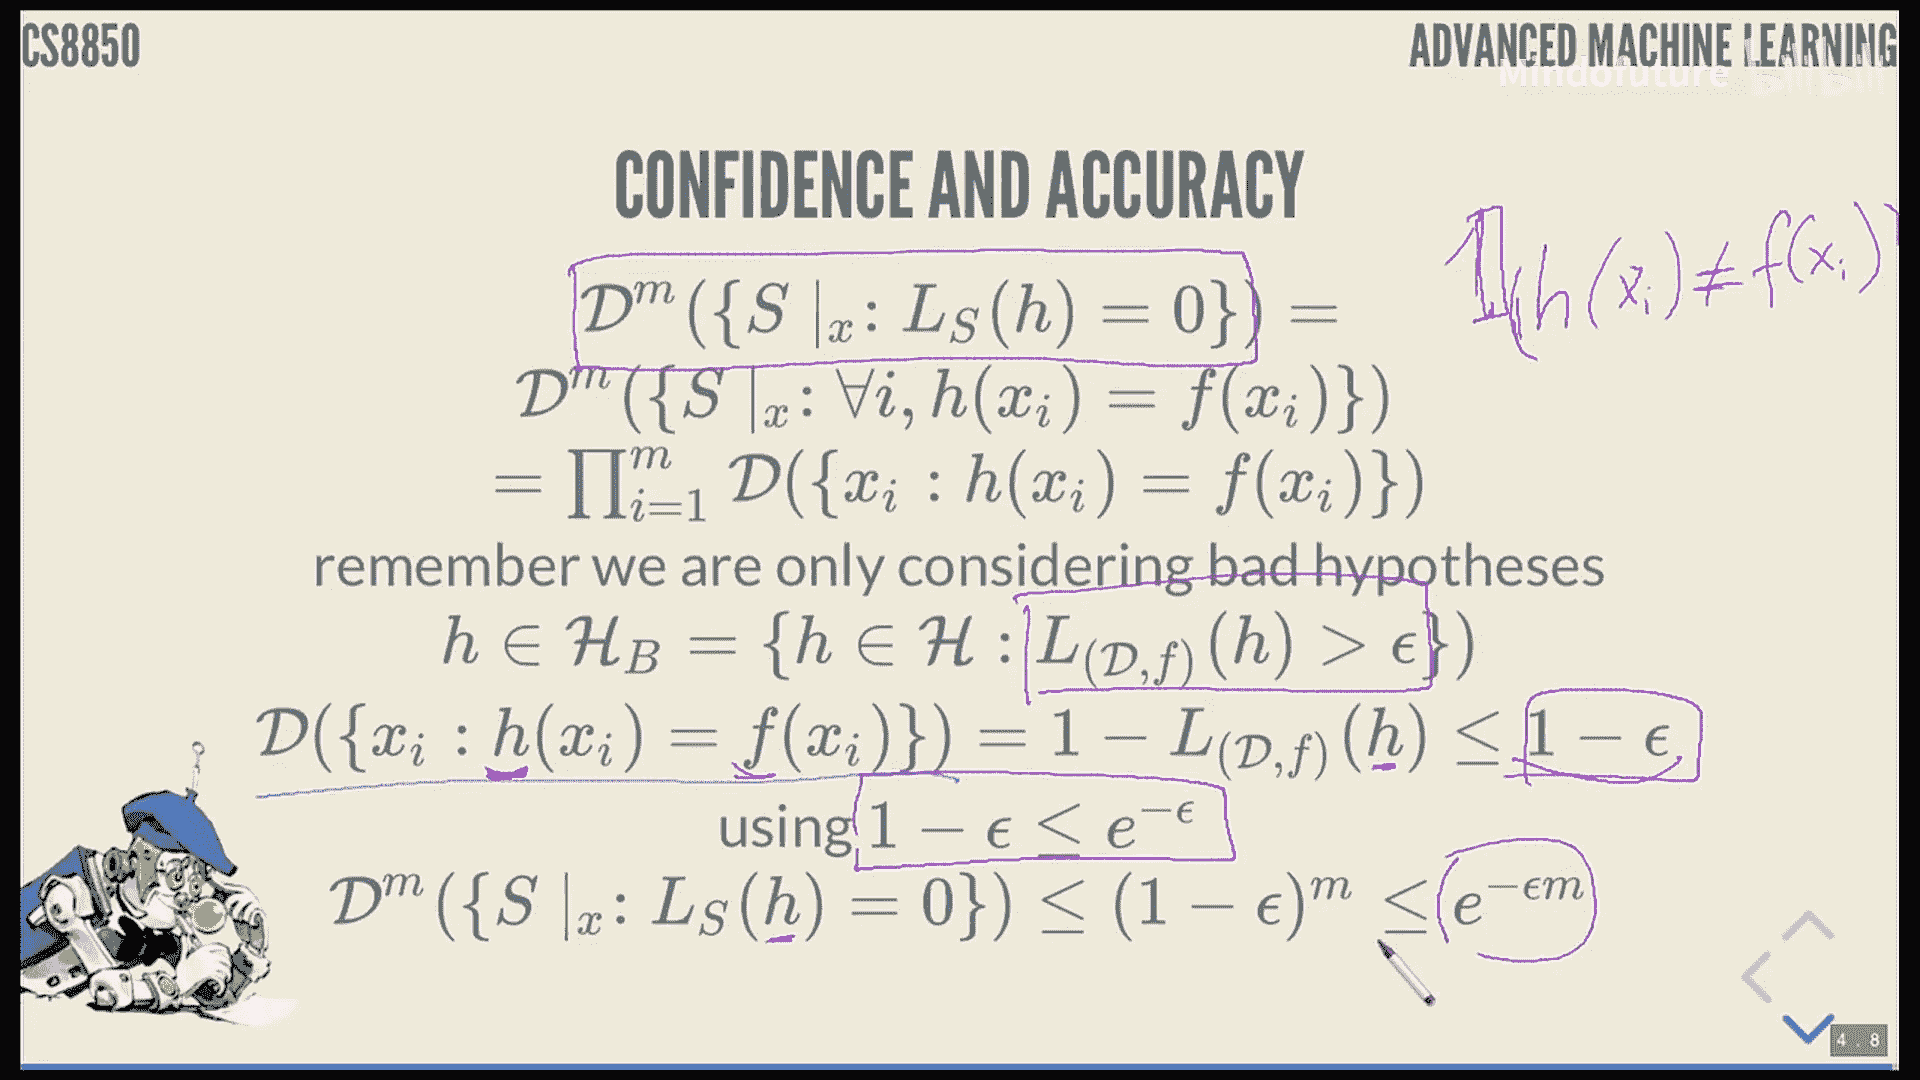 CS8850
ADVANCED MACHINE LEARNING
Mindofuture
CONFIDENCE AND ACCURACY
𝟙(h(xᵢ) ≠ f(xᵢ)
𝒟ᵐ({S |ₓ: L_S(h) = 0}) =
𝒟ᵐ({S |ₓ: ∀i, h(xᵢ) = f(xᵢ)})
= ∏_{i=1}^m 𝒟({xᵢ : h(xᵢ) = f(xᵢ)})
remember we are only considering bad hypotheses
h ∈ ℋ_B = {h ∈ ℋ : L_{(𝒟,f)}(h) > ϵ})
𝒟({xᵢ : h(xᵢ) = f(xᵢ)}) = 1 − L_{(𝒟,f)}(h) ≤ 1 − ϵ
using 1 − ϵ ≤ e^{−ϵ}
𝒟ᵐ({S |ₓ: L_S(h) = 0}) ≤ (1 − ϵ)ᵐ ≤ e^{−ϵm}
4.8